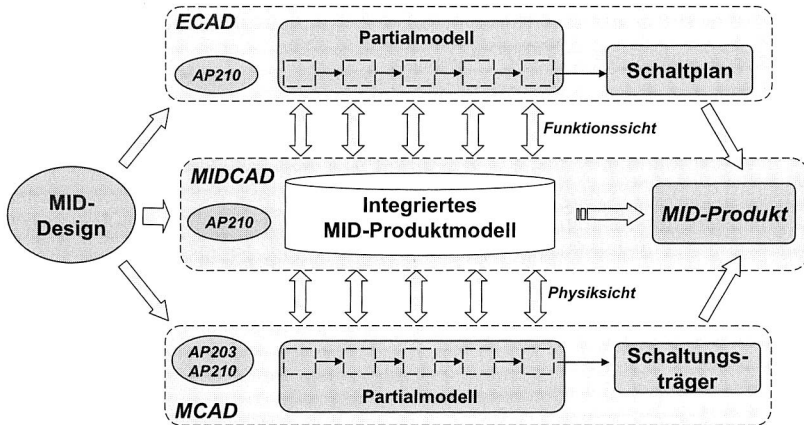 ECAD
Partialmodell
AP210
Schaltplan
Funktionssicht
MIDCAD
MID-
Design
AP210
Integriertes
MID-Produktmodell
MID-Produkt
Physiksicht
AP203
AP210
Schaltungs-
träger
Partialmodell
MCAD